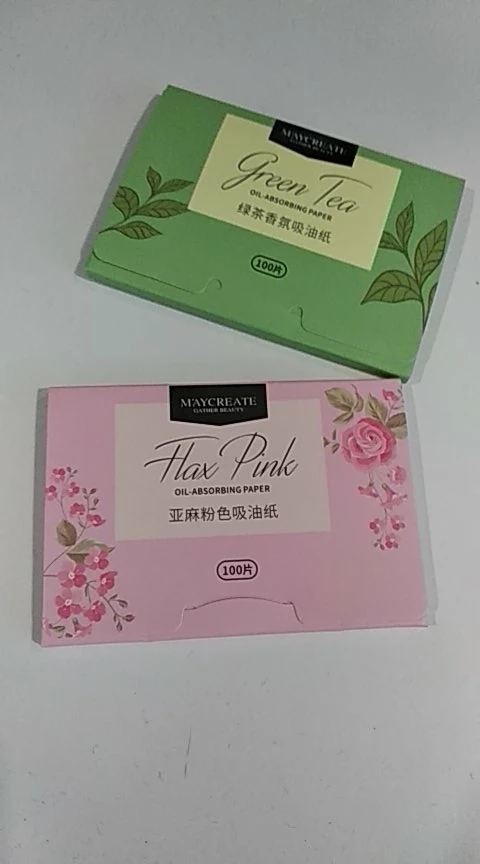 M'AYCREATE
GATHER BEAUTY
Green Tea
OIL-ABSORBING PAPER
绿茶香氛吸油纸
100片
M'AYCREATE
GATHER BEAUTY
Flax Pink
OIL-ABSORBING PAPER
亚麻粉色吸油纸
100片